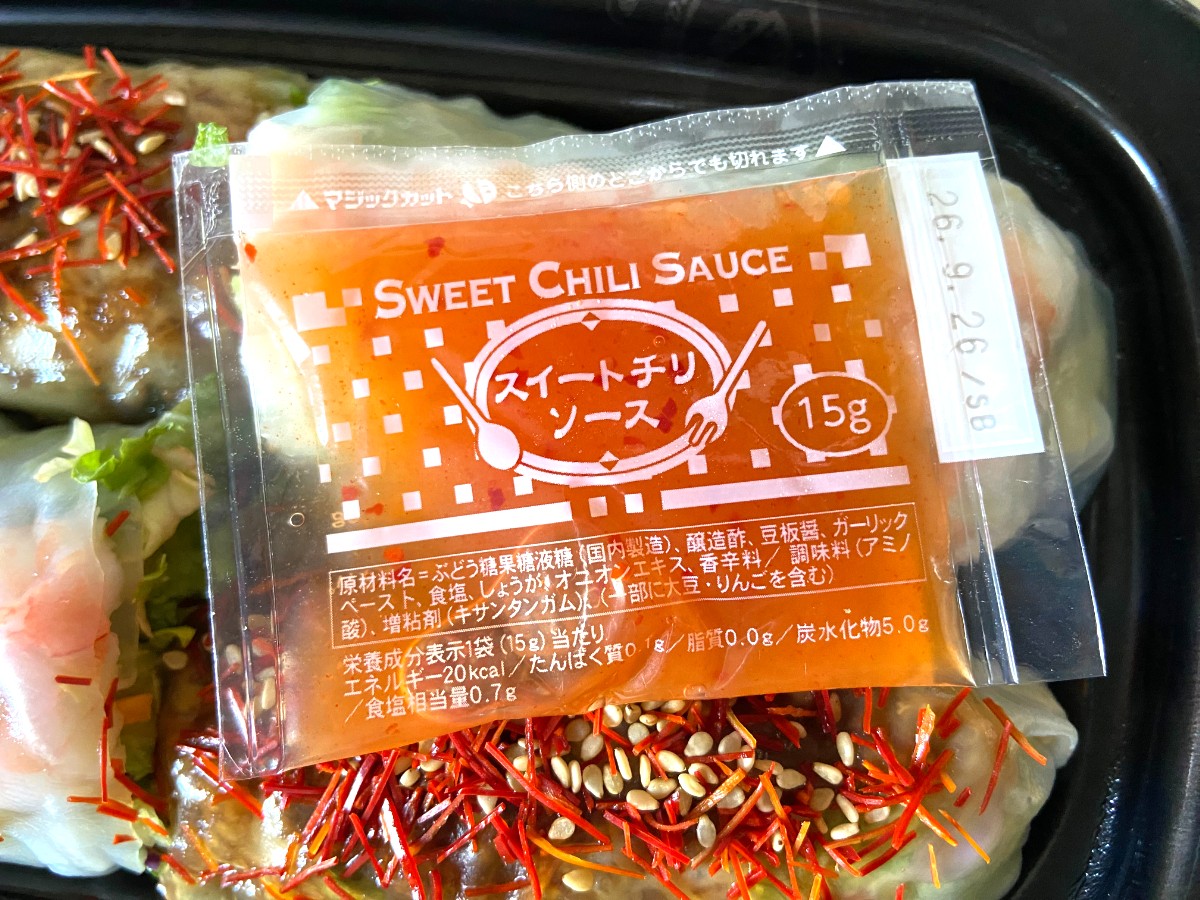 マジックカット こちら側のどこからでも切れます
SWEET CHILI SAUCE
スイートチリ
ソース
15g
26.9.26/SB
原材料名=ぶどう糖果糖液糖(国内製造)、醸造酢、豆板醤、ガーリック
ペースト、食塩、しょうが、オニオンエキス、香辛料/調味料(アミノ
酸)、増粘剤(キサンタンガム)、(一部に大豆・りんごを含む)
栄養成分表示1袋(15g)当たり
エネルギー20kcal/たんぱく質0.1g/脂質0.0g/炭水化物5.0g
/食塩相当量0.7g